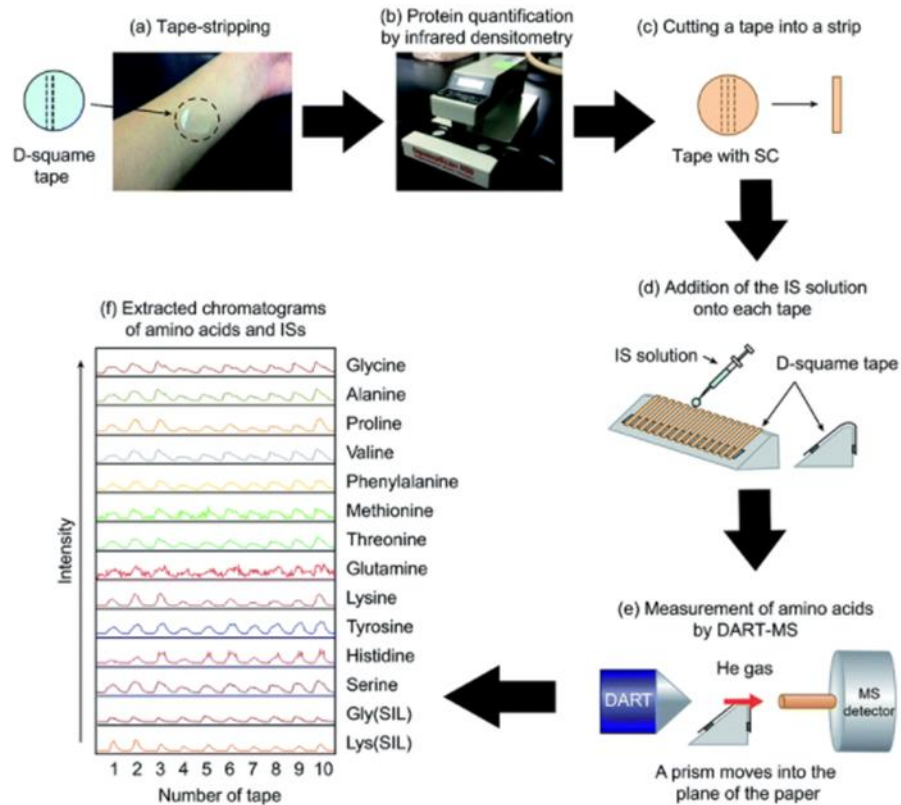 (a) Tape-stripping
D-squame
tape
(b) Protein quantification
by infrared densitometry
(c) Cutting a tape into a strip
Tape with SC
(d) Addition of the IS solution
onto each tape
IS solution
D-squame tape
(e) Measurement of amino acids
by DART-MS
He gas
DART
MS
detector
A prism moves into the
plane of the paper
(f) Extracted chromatograms
of amino acids and ISs
Intensity
Glycine
Alanine
Proline
Valine
Phenylalanine
Methionine
Threonine
Glutamine
Lysine
Tyrosine
Histidine
Serine
Gly(SIL)
Lys(SIL)
1 2 3 4 5 6 7 8 9 10
Number of tape